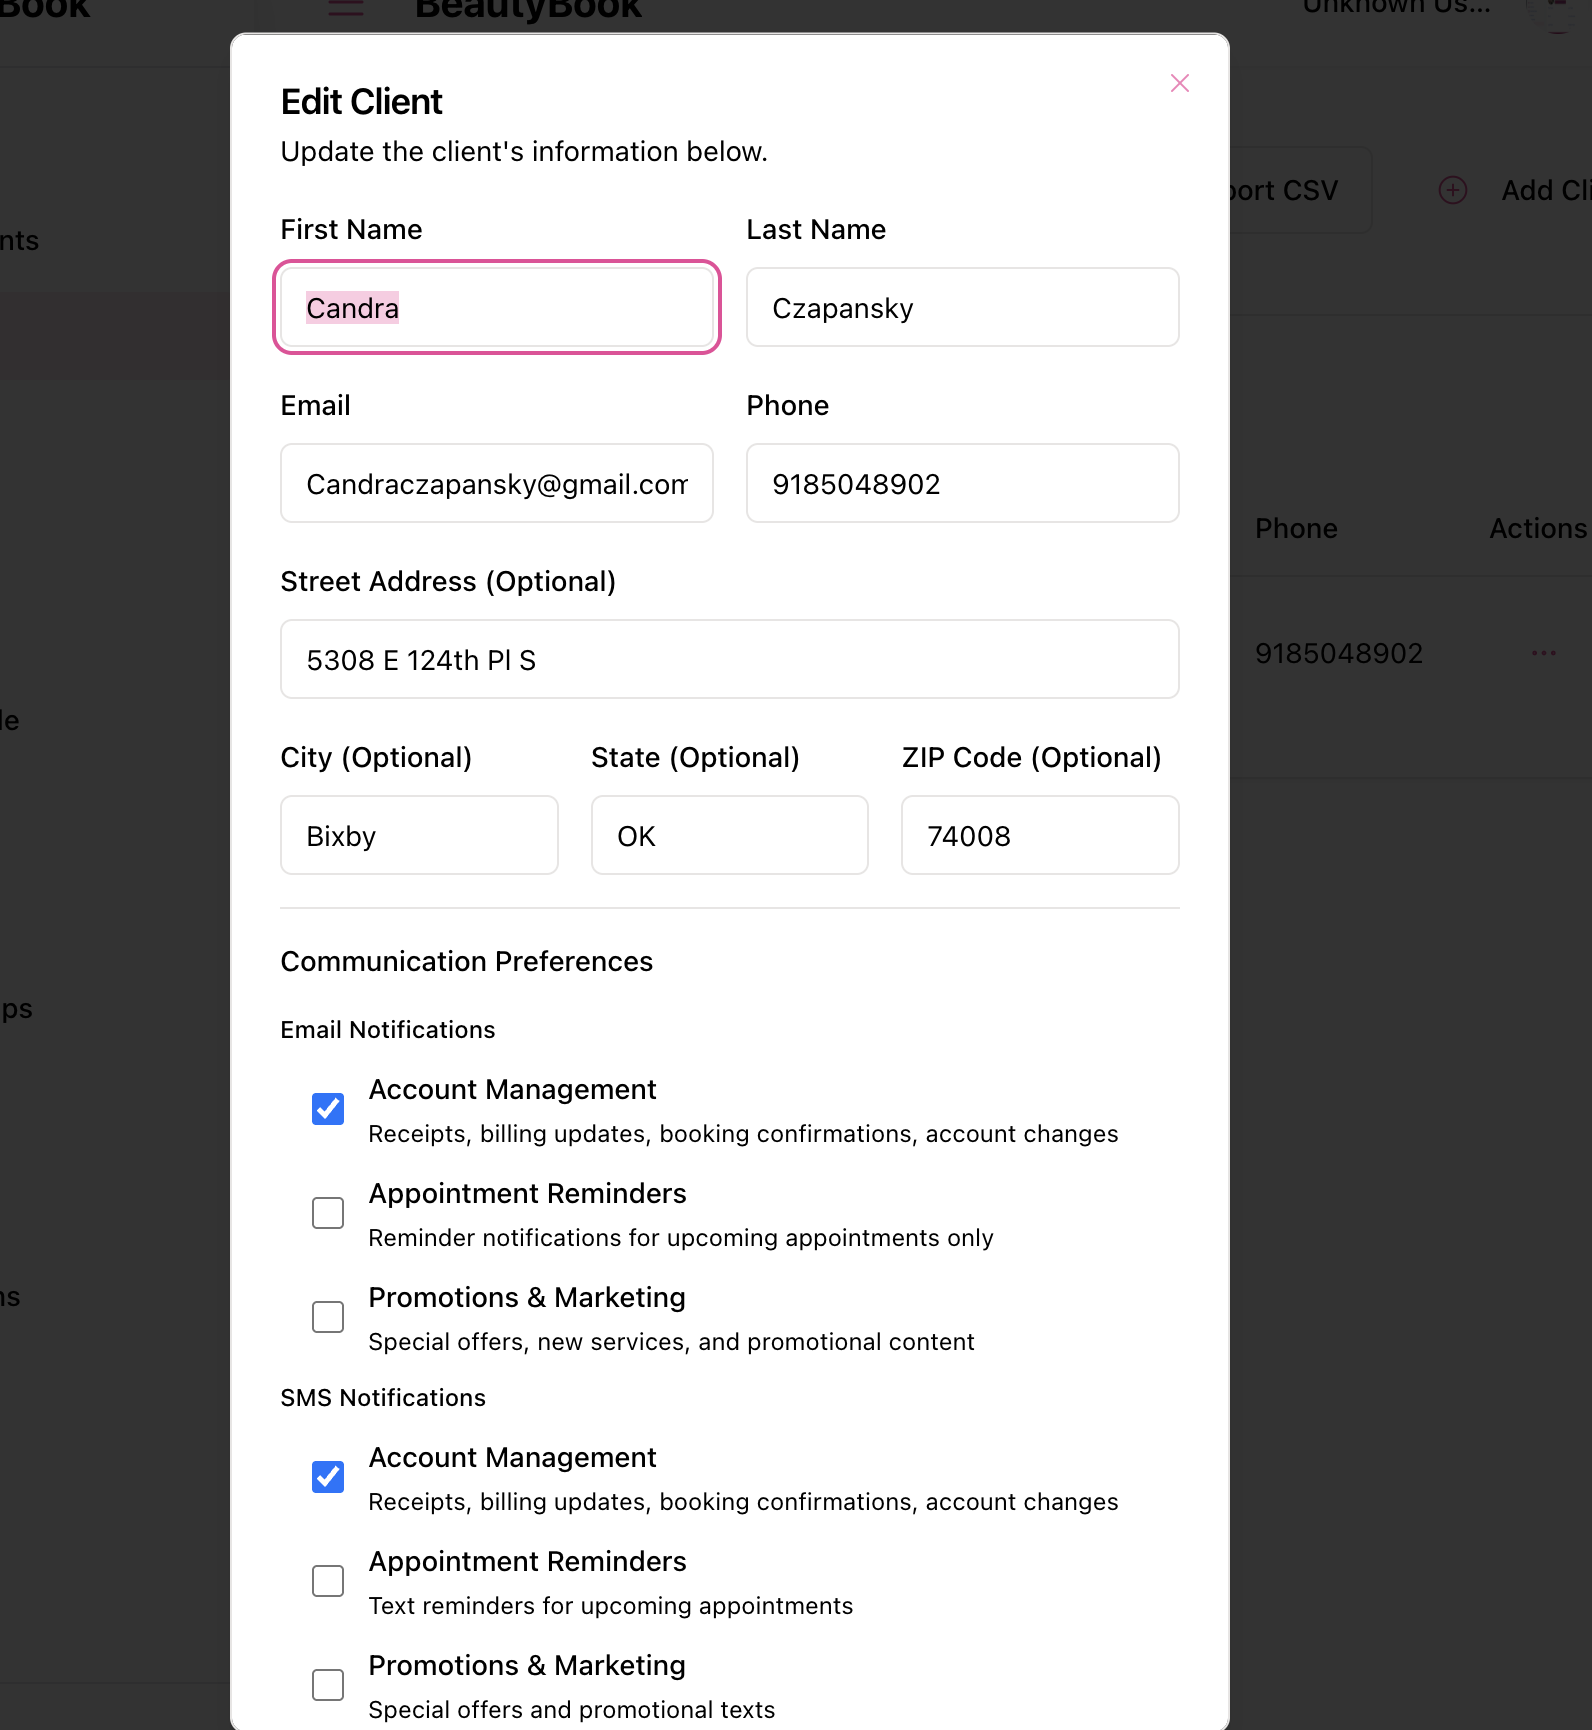 Book
BeautyBook
Unknown Us...
Edit Client
Update the client's information below.
port CSV
Add Cli
nts
First Name
Last Name
Candra
Czapansky
Email
Phone
Candraczapansky@gmail.com
9185048902
Phone
Actions
Street Address (Optional)
5308 E 124th Pl S
9185048902
le
City (Optional)
State (Optional)
ZIP Code (Optional)
Bixby
OK
74008
Communication Preferences
ps
Email Notifications
Account Management
Receipts, billing updates, booking confirmations, account changes
Appointment Reminders
Reminder notifications for upcoming appointments only
ns
Promotions & Marketing
Special offers, new services, and promotional content
SMS Notifications
Account Management
Receipts, billing updates, booking confirmations, account changes
Appointment Reminders
Text reminders for upcoming appointments
Promotions & Marketing
Special offers and promotional texts